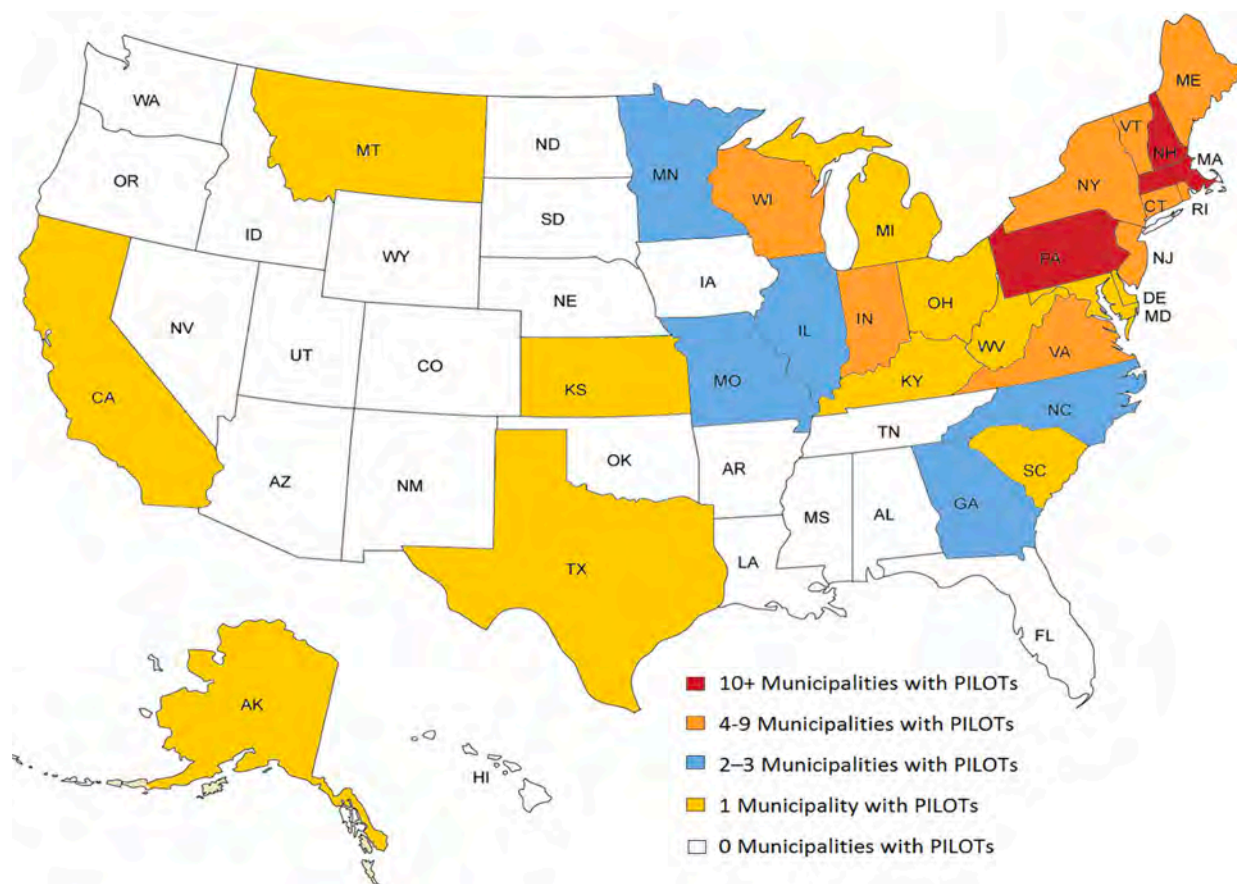 WA
OR
ID
MT
WY
NV
UT
CO
CA
AZ
NM
ND
SD
NE
KS
OK
TX
MN
IA
MO
AR
LA
WI
IL
MS
MI
IN
OH
KY
TN
AL
GA
FL
SC
NC
VA
WV
PA
NY
VT
NH
ME
MA
CT
RI
NJ
DE
MD
AK
HI
10+ Municipalities with PILOTs
4-9 Municipalities with PILOTs
2–3 Municipalities with PILOTs
1 Municipality with PILOTs
0 Municipalities with PILOTs